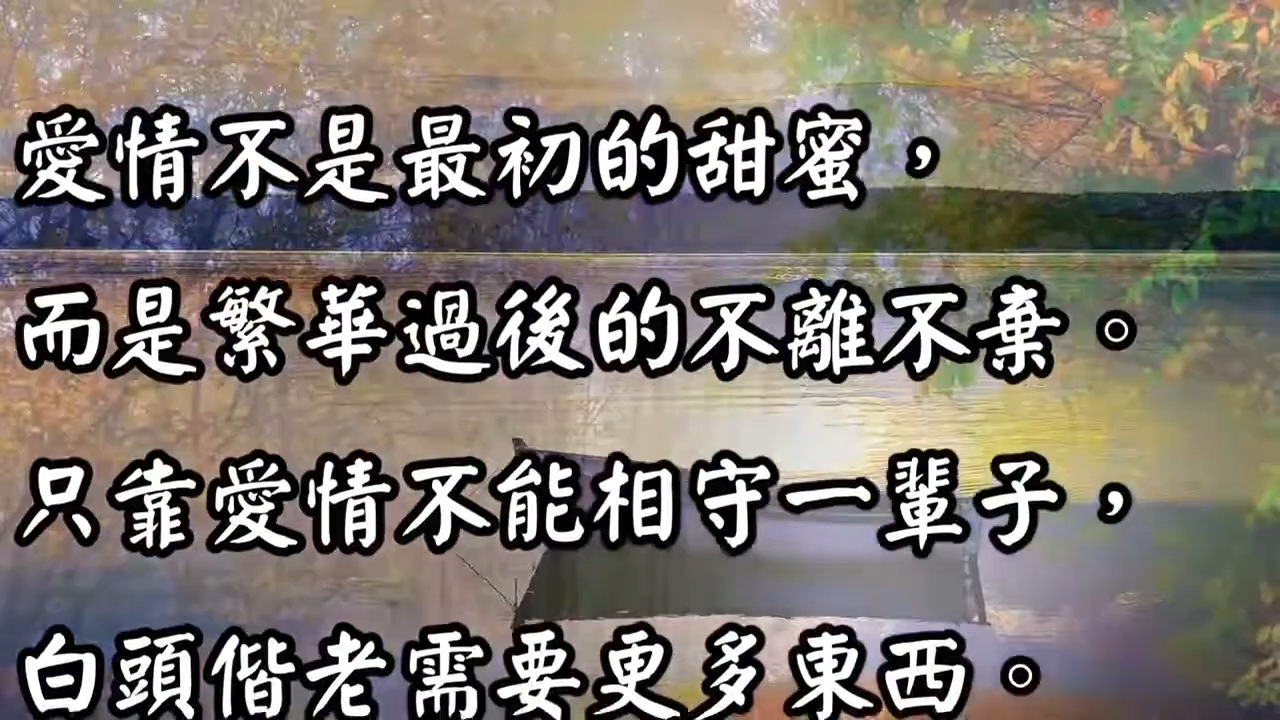 愛情不是最初的甜蜜，
而是繁華過後的不離不棄。
只靠愛情不能相守一輩子，
白頭偕老需要更多東西。